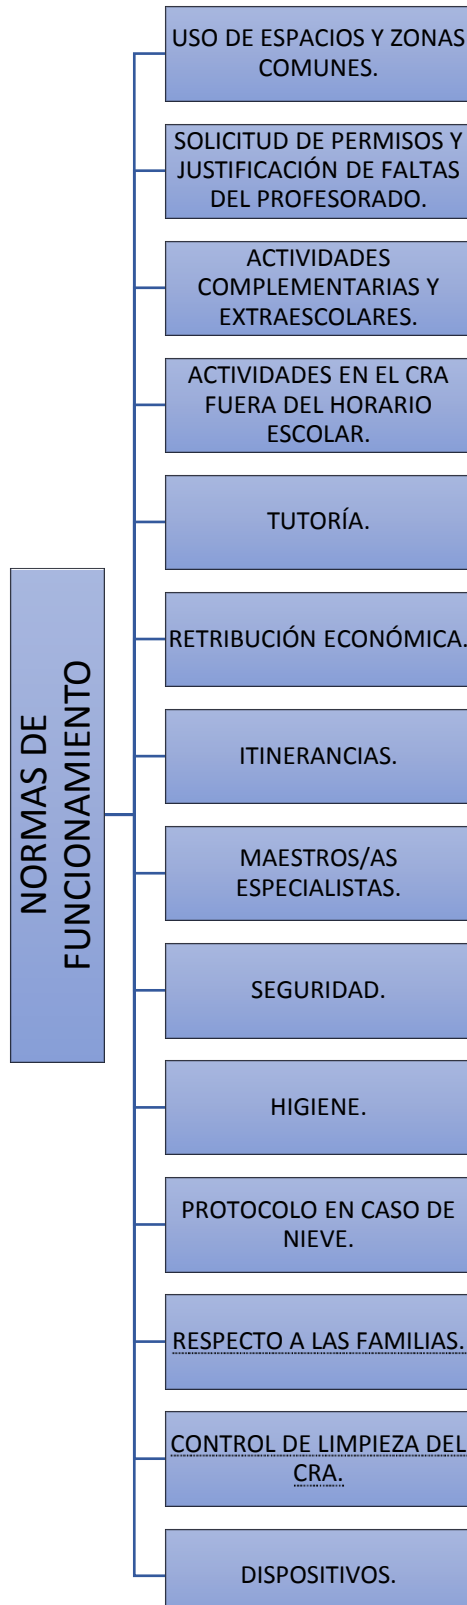 NORMAS DE
FUNCIONAMIENTO
USO DE ESPACIOS Y ZONAS
COMUNES.
SOLICITUD DE PERMISOS Y
JUSTIFICACIÓN DE FALTAS
DEL PROFESORADO.
ACTIVIDADES
COMPLEMENTARIAS Y
EXTRAESCOLARES.
ACTIVIDADES EN EL CRA
FUERA DEL HORARIO
ESCOLAR.
TUTORÍA.
RETRIBUCIÓN ECONÓMICA.
ITINERANCIAS.
MAESTROS/AS
ESPECIALISTAS.
SEGURIDAD.
HIGIENE.
PROTOCOLO EN CASO DE
NIEVE.
RESPECTO A LAS FAMILIAS.
CONTROL DE LIMPIEZA DEL
CRA.
DISPOSITIVOS.